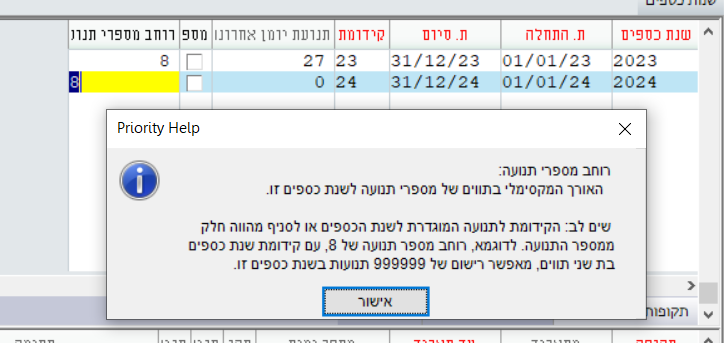 שנות כספים
שנת כספים ת. התחלה ת. סיום קידומת תנועת יומן אחרונו מספ רוחב מספרי תנוע
2023 01/01/23 31/12/23 23 27 8
2024 01/01/24 31/12/24 24 0 8
Priority Help
רוחב מספרי תנועה:
האורך המקסימלי בתווים של מספרי תנועה לשנת כספים זו.
שים לב: הקידומת לתנועה המוגדרת לשנת הכספים או לסניף מהווה חלק
ממספר התנועה. לדוגמא, רוחב מספר תנועה של 8, עם קידומת שנת כספים
בת שני תווים, מאפשר רישום של 999999 תנועות בשנת כספים זו.
אישור
תקופות